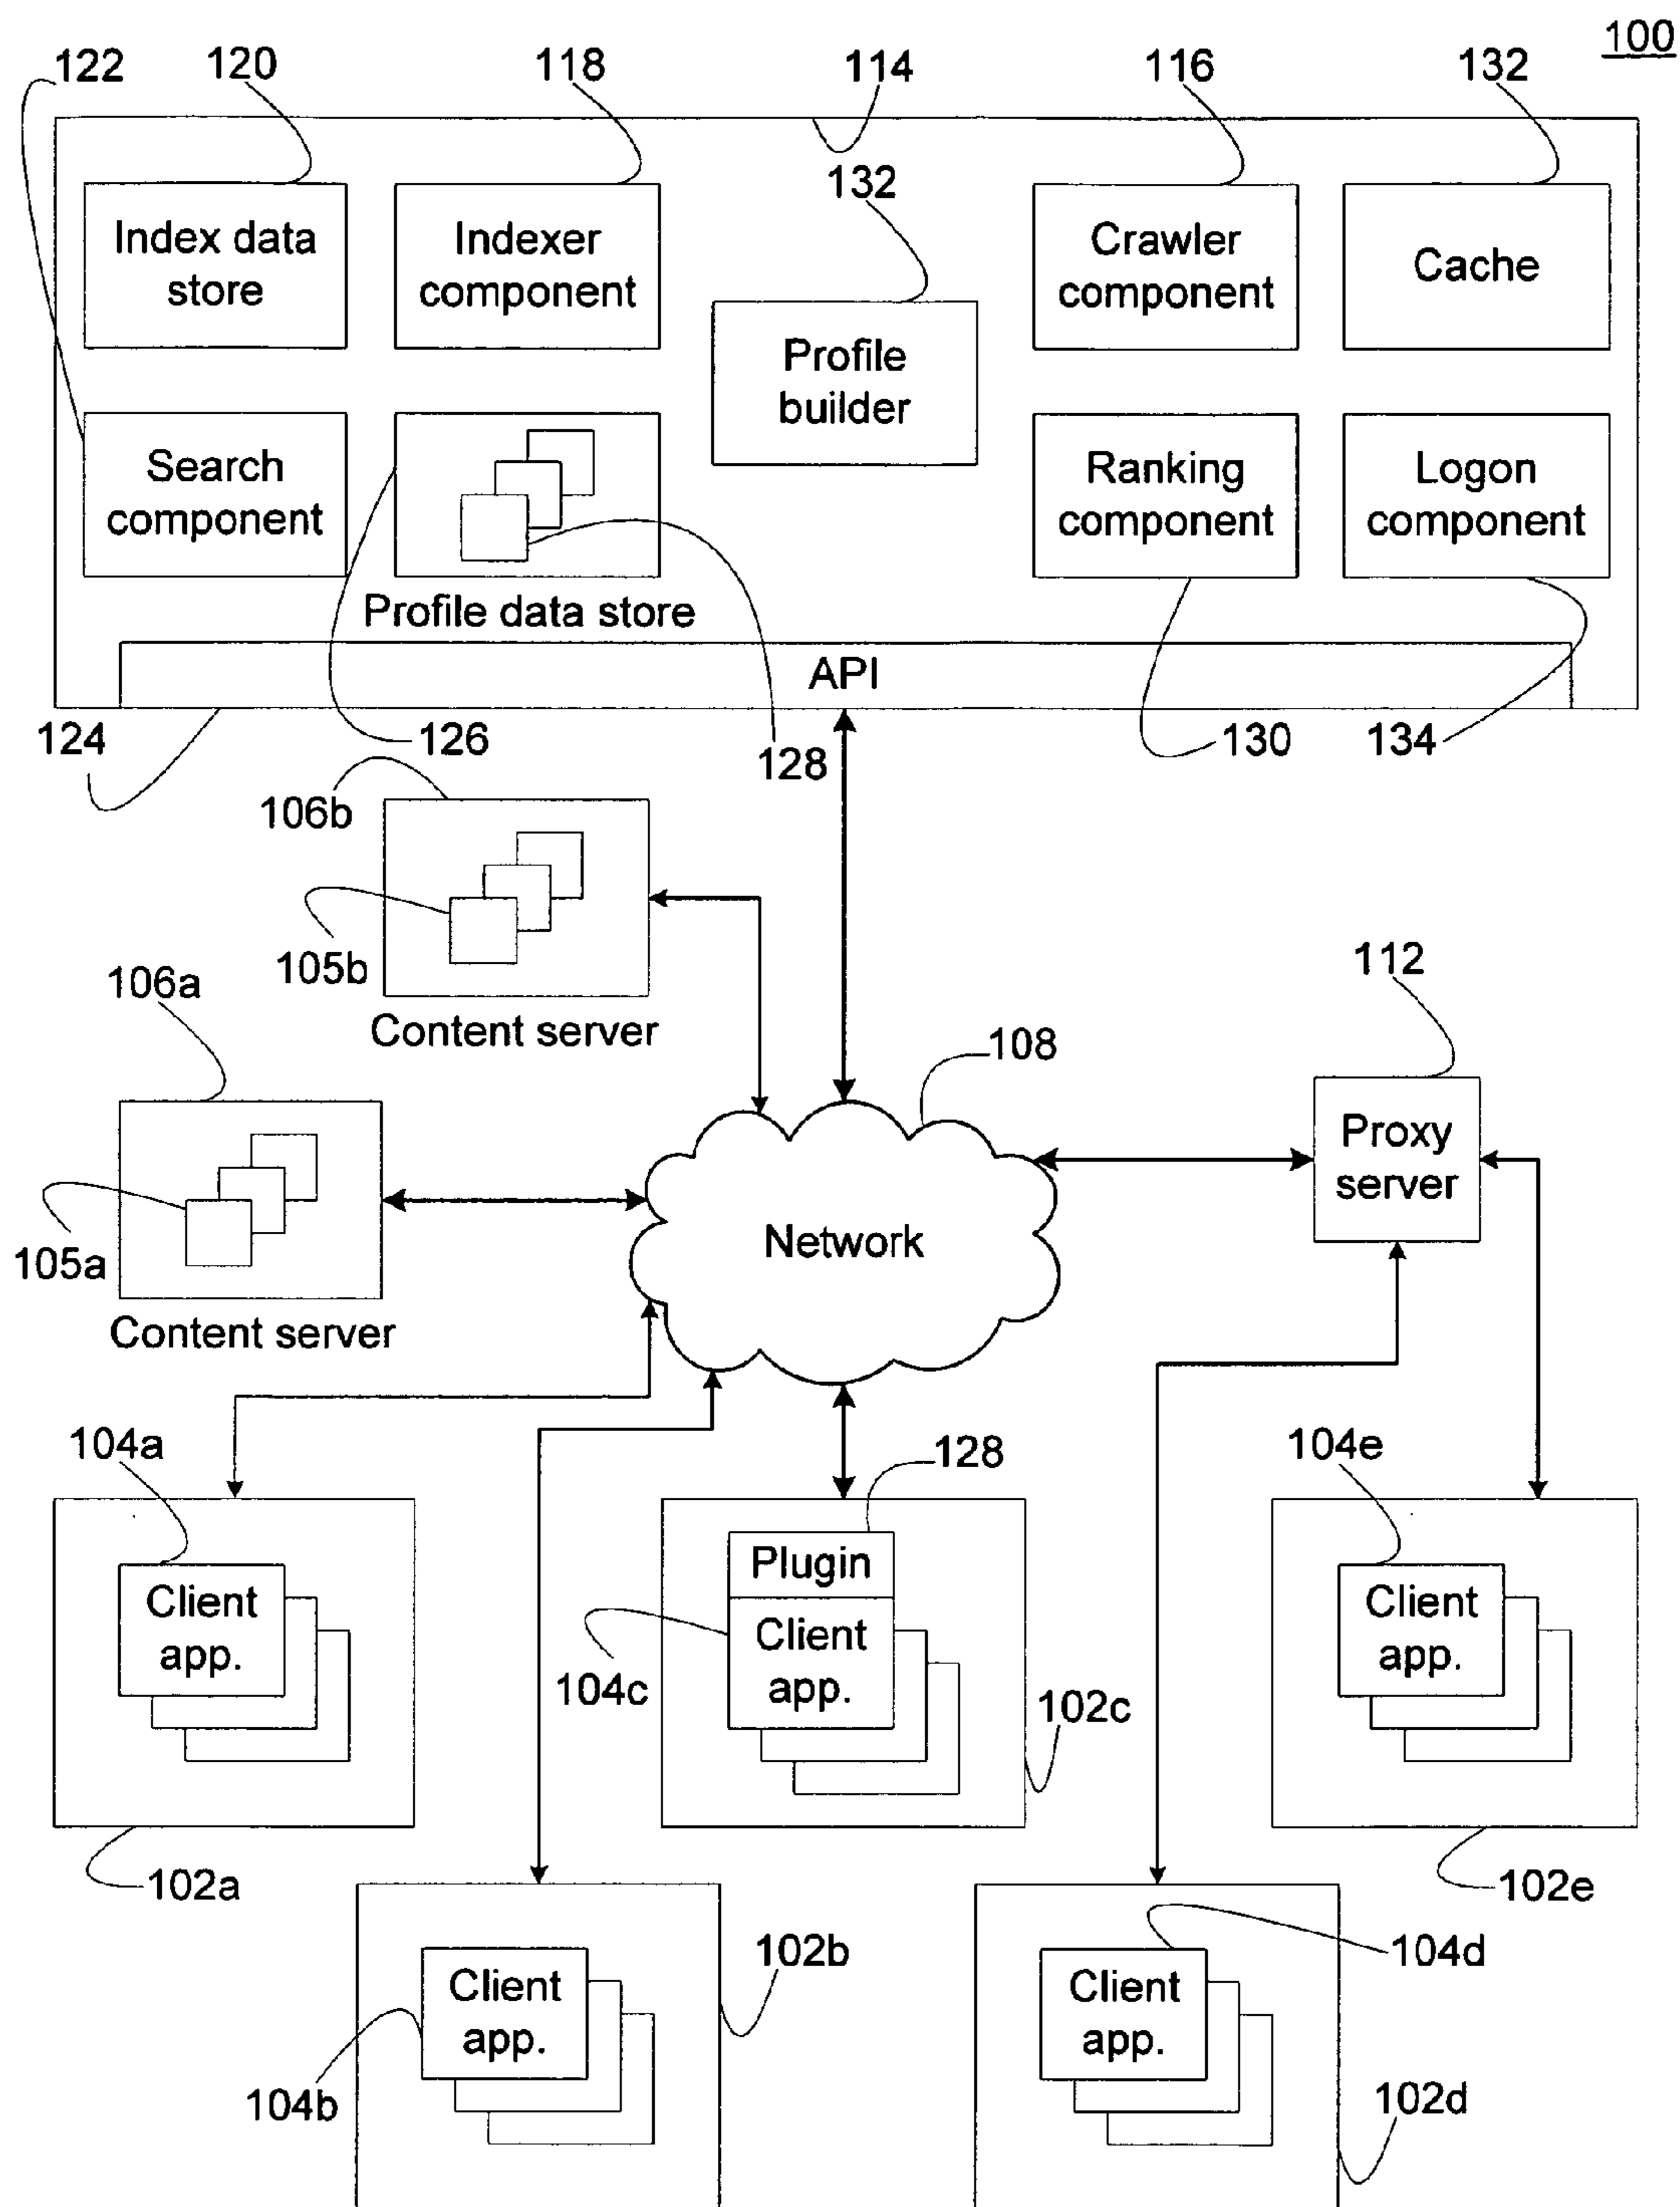 100
122
120
118
114
116
132
132
Index data
store
Indexer
component
Profile
builder
Crawler
component
Cache
Search
component
Ranking
component
Logon
component
Profile data store
API
124
126
128
130
134
106b
105b
Content server
106a
105a
Content server
108
112
Proxy
server
Network
104a
Client
app.
102a
128
Plugin
Client
app.
104c
102c
104e
Client
app.
102e
Client
app.
104b
102b
Client
app.
104d
102d